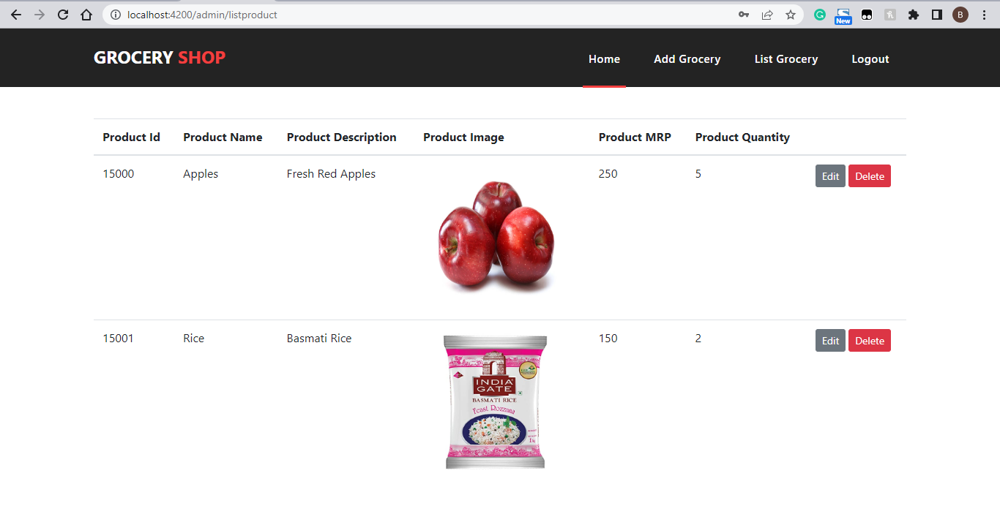 localhost:4200/admin/listproduct
New
B
GROCERY SHOP
Home
Add Grocery
List Grocery
Logout
Product Id
Product Name
Product Description
Product Image
Product MRP
Product Quantity
15000
Apples
Fresh Red Apples
250
5
Edit
Delete
15001
Rice
Basmati Rice
INDIA
GATE
BASMATI RICE
Feast Rozzana
150
2
Edit
Delete